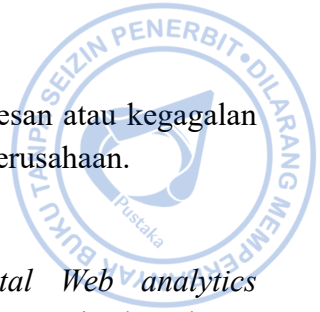 esan atau kegagalan
erusahaan.
tal Web analytics
DILARANG MEMPERBANYAK BUKU TANPA SEIZIN PENERBIT
Pustaka